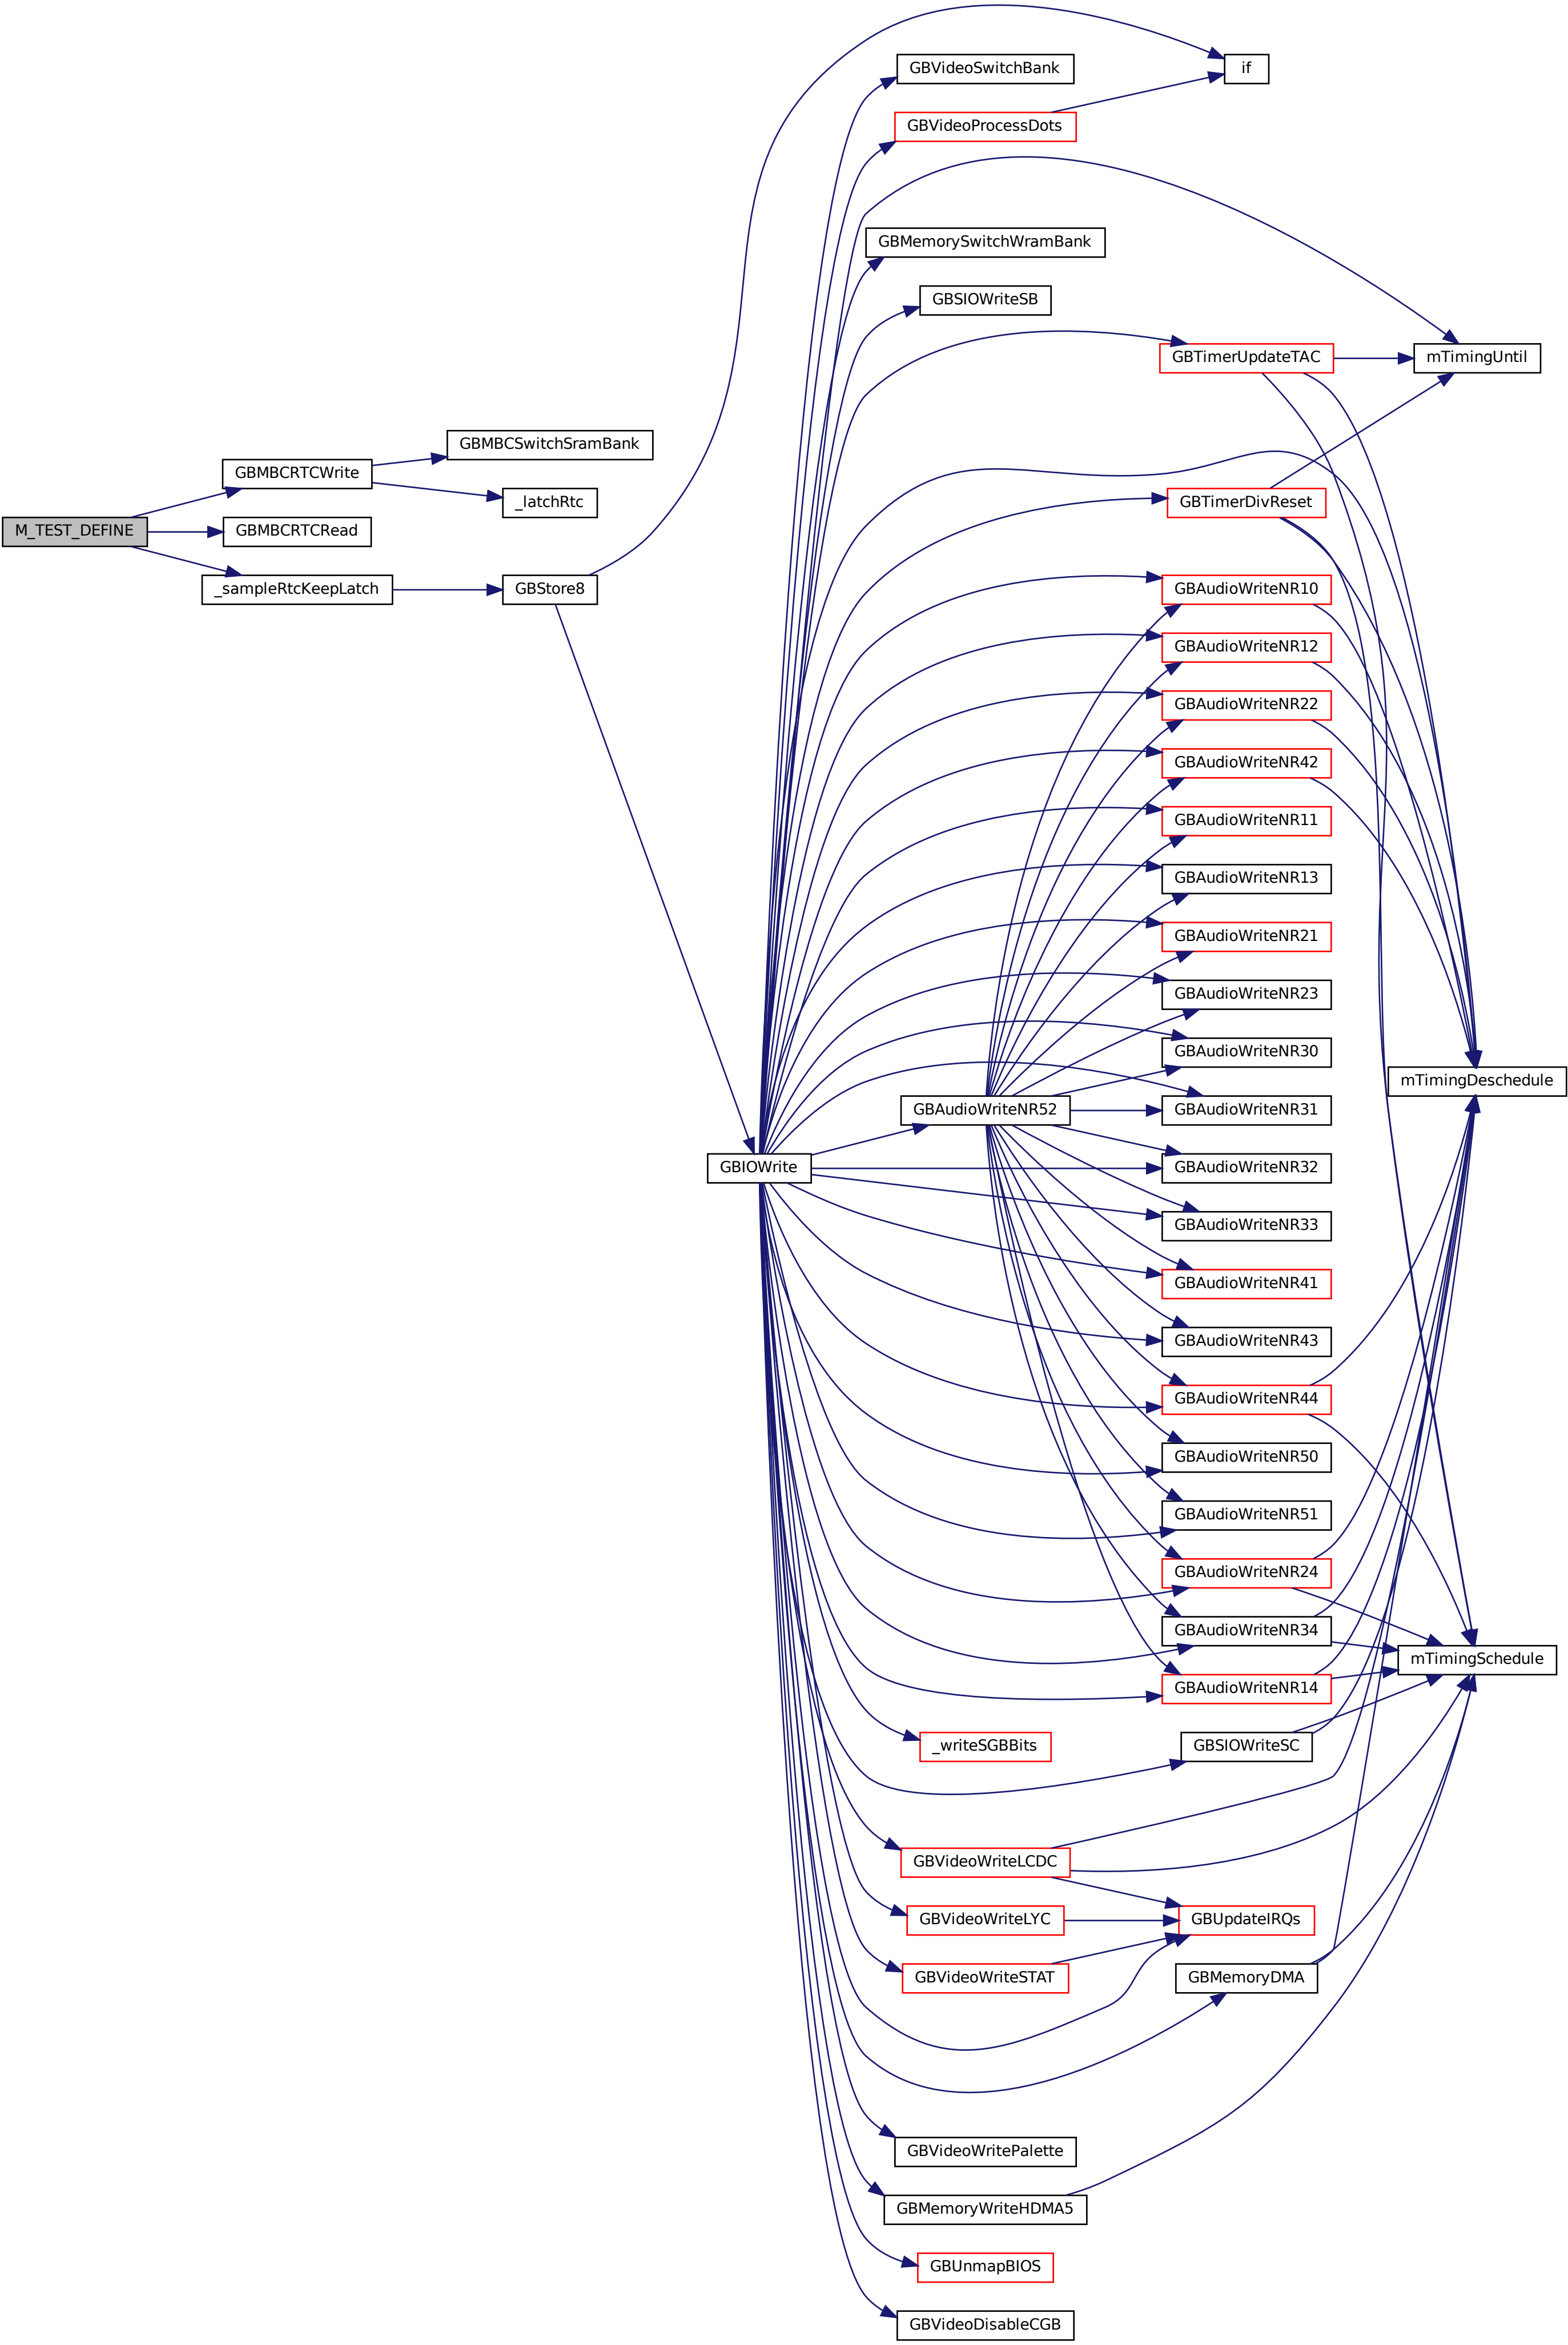 if
GBVideoSwitchBank
GBVideoProcessDots
GBMemorySwitchWramBank
GBSIOWriteSB
GBTimerUpdateTAC
mTimingUntil
GBMBCSwitchSramBank
GBMBCRTCWrite
_latchRtc
GBTimerDivReset
M_TEST_DEFINE
GBMBCRTCRead
_sampleRtcKeepLatch
GBStore8
GBAudioWriteNR10
GBAudioWriteNR12
GBAudioWriteNR22
GBAudioWriteNR42
GBAudioWriteNR11
GBAudioWriteNR13
GBAudioWriteNR21
GBAudioWriteNR23
GBAudioWriteNR30
mTimingDeschedule
GBAudioWriteNR52
GBAudioWriteNR31
GBIOWrite
GBAudioWriteNR32
GBAudioWriteNR33
GBAudioWriteNR41
GBAudioWriteNR43
GBAudioWriteNR44
GBAudioWriteNR50
GBAudioWriteNR51
GBAudioWriteNR24
GBAudioWriteNR34
mTimingSchedule
GBAudioWriteNR14
_writeSGBBits
GBSIOWriteSC
GBVideoWriteLCDC
GBVideoWriteLYC
GBUpdateIRQs
GBVideoWriteSTAT
GBMemoryDMA
GBVideoWritePalette
GBMemoryWriteHDMA5
GBUnmapBIOS
GBVideoDisableCGB